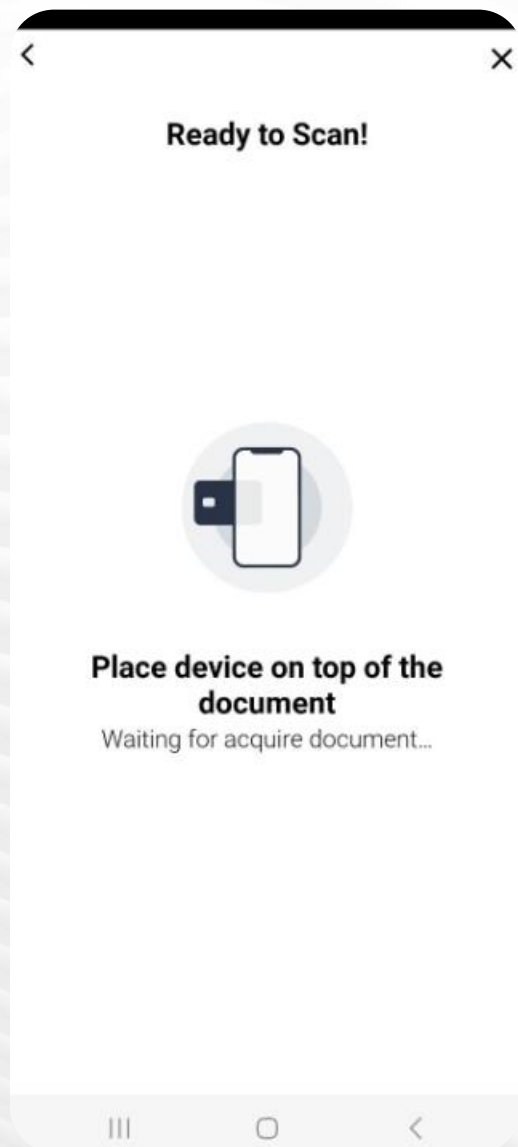 Ready to Scan!
Place device on top of the
document
Waiting for acquire document...